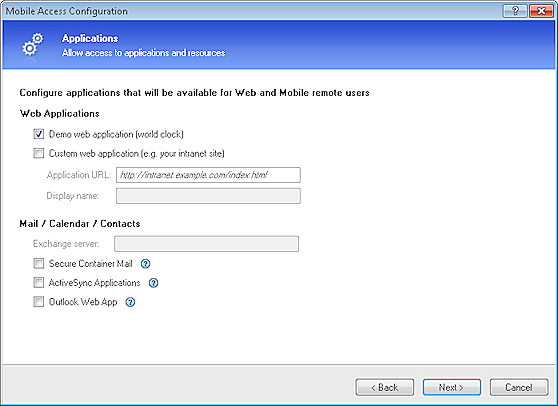 Mobile Access Configuration
Applications
Allow access to applications and resources
Configure applications that will be available for Web and Mobile remote users
Web Applications
Demo web application (world clock)
Custom web application (e.g. your intranet site)
Application URL: http://intranet.example.com/index.html
Display name:
Mail / Calendar / Contacts
Exchange server:
Secure Container Mail ?
ActiveSync Applications ?
Outlook Web App ?
< Back Next > Cancel